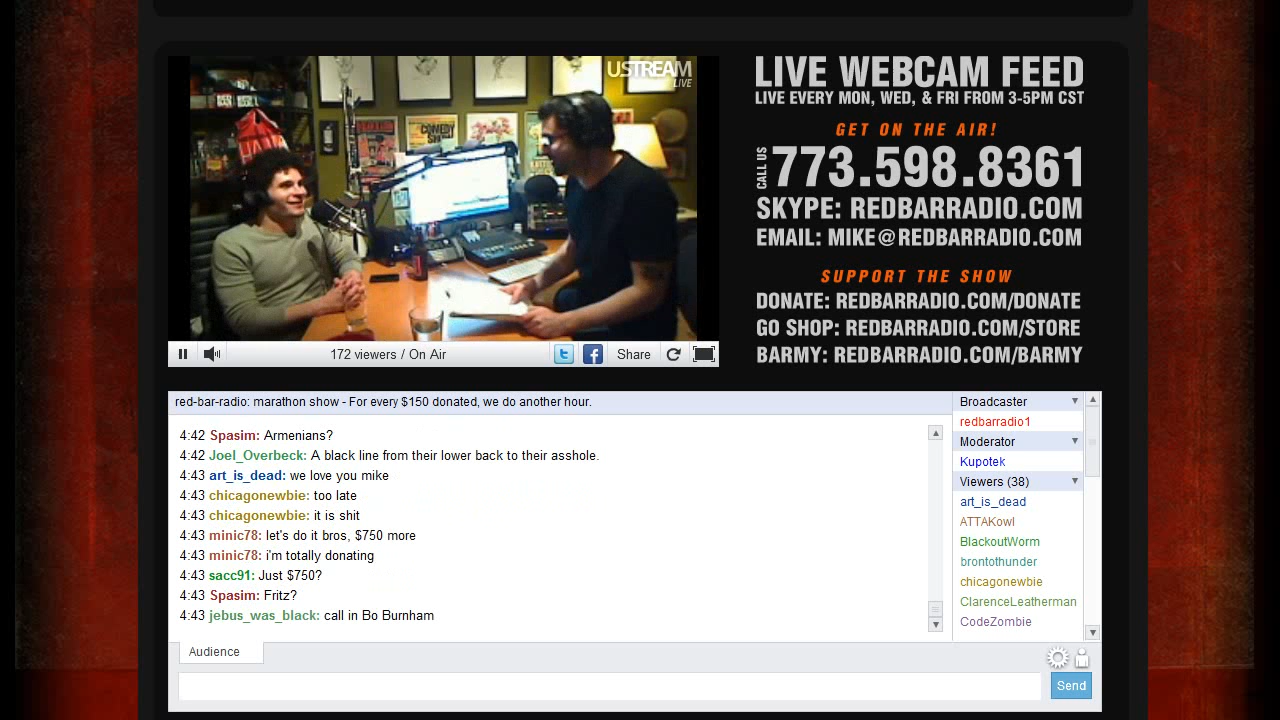 USTREAM
LIVE
COMEDY
172 viewers / On Air
Share
LIVE WEBCAM FEED
LIVE EVERY MON, WED, & FRI FROM 3-5PM CST
GET ON THE AIR!
CALL US 773.598.8361
SKYPE: REDBARRADIO.COM
EMAIL: MIKE@REDBARRADIO.COM
SUPPORT THE SHOW
DONATE: REDBARRADIO.COM/DONATE
GO SHOP: REDBARRADIO.COM/STORE
BARMY: REDBARRADIO.COM/BARMY
red-bar-radio: marathon show - For every $150 donated, we do another hour.
4:42 Spasim: Armenians?
4:42 Joel_Overbeck: A black line from their lower back to their asshole.
4:43 art_is_dead: we love you mike
4:43 chicagonewbie: too late
4:43 chicagonewbie: it is shit
4:43 minic78: let's do it bros, $750 more
4:43 minic78: i'm totally donating
4:43 sacc91: Just $750?
4:43 Spasim: Fritz?
4:43 jebus_was_black: call in Bo Burnham
Broadcaster
redbarradio1
Moderator
Kupotek
Viewers (38)
art_is_dead
ATTAKowl
BlackoutWorm
brontothunder
chicagonewbie
ClarenceLeatherman
CodeZombie
Audience
Send